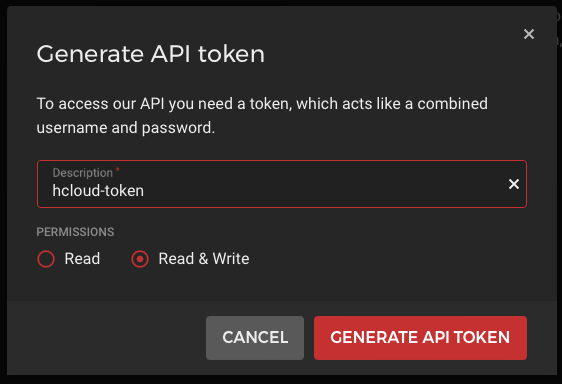 Generate API token
To access our API you need a token, which acts like a combined
username and password.
Description *
hcloud-token
PERMISSIONS
Read
Read & Write
CANCEL
GENERATE API TOKEN